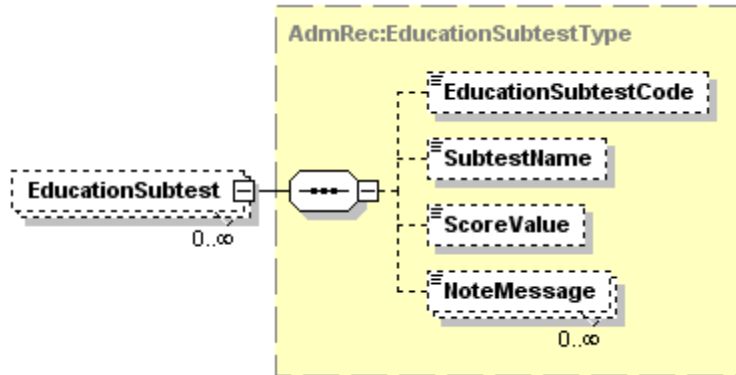 AdmRec:EducationSubtestType
EducationSubtestCode
SubtestName
EducationSubtest
0..∞
ScoreValue
NoteMessage
0..∞